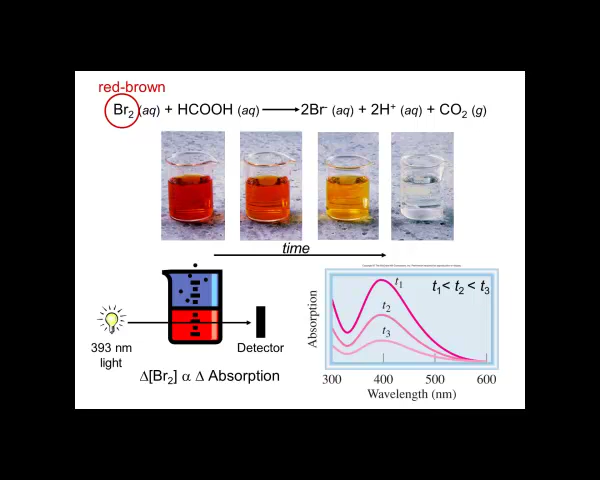 red-brown
Br2 (aq) + HCOOH (aq) → 2Br- (aq) + 2H+ (aq) + CO2 (g)
time
t1
t1 < t2 < t3
t2
t3
Absorption
393 nm
light
Detector
Δ[Br2] α Δ Absorption
300 400 500 600
Wavelength (nm)